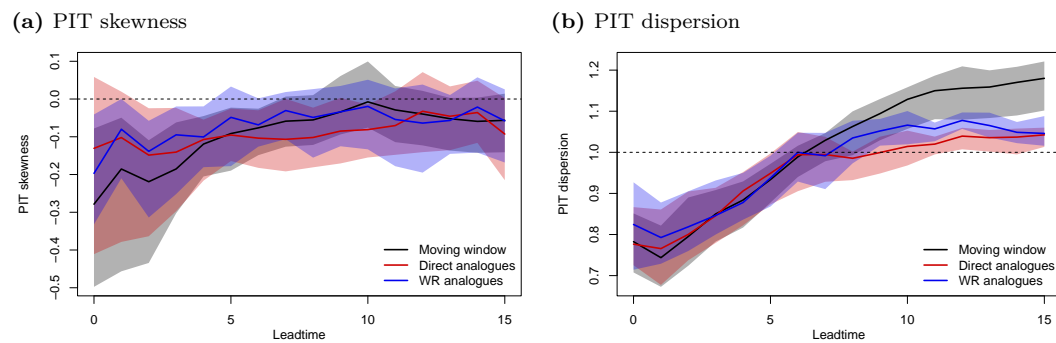 (a) PIT skewness
PIT skewness
0.1
0.0
−0.1
−0.2
−0.3
−0.4
−0.5
Moving window
Direct analogues
WR analogues
0 5 10 15
Leadtime
(b) PIT dispersion
PIT dispersion
1.2
1.1
1.0
0.9
0.8
0.7
Moving window
Direct analogues
WR analogues
0 5 10 15
Leadtime